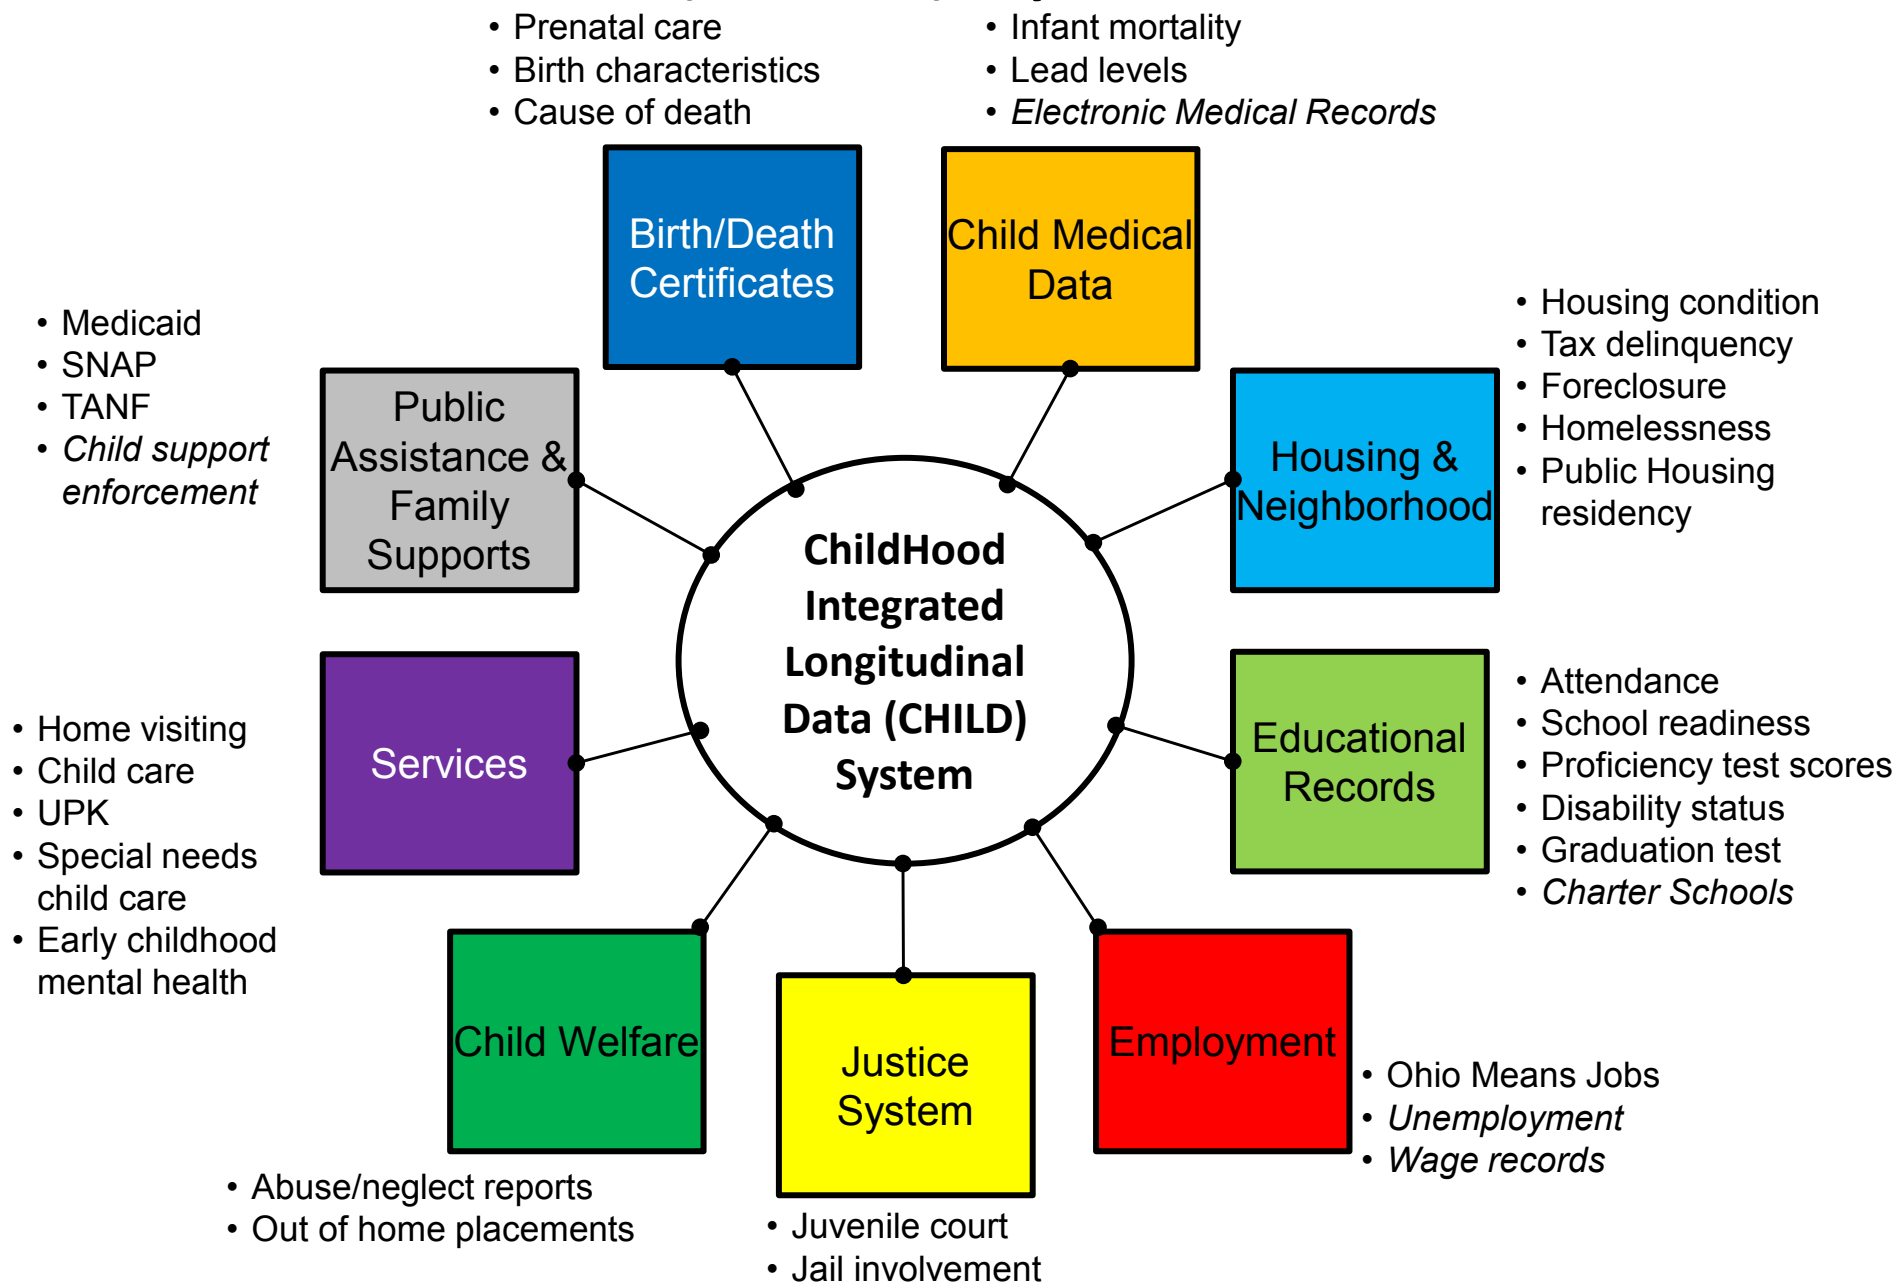 • Prenatal care
• Birth characteristics
• Cause of death
• Infant mortality
• Lead levels
• Electronic Medical Records
Birth/Death
Certificates
Child Medical
Data
• Medicaid
• SNAP
• TANF
• Child support
enforcement
Public
Assistance &
Family
Supports
Housing &
Neighborhood
• Housing condition
• Tax delinquency
• Foreclosure
• Homelessness
• Public Housing
residency
ChildHood
Integrated
Longitudinal
Data (CHILD)
System
• Home visiting
• Child care
• UPK
• Special needs
child care
• Early childhood
mental health
Services
Educational
Records
• Attendance
• School readiness
• Proficiency test scores
• Disability status
• Graduation test
• Charter Schools
Child Welfare
• Abuse/neglect reports
• Out of home placements
Justice
System
• Juvenile court
• Jail involvement
Employment
• Ohio Means Jobs
• Unemployment
• Wage records